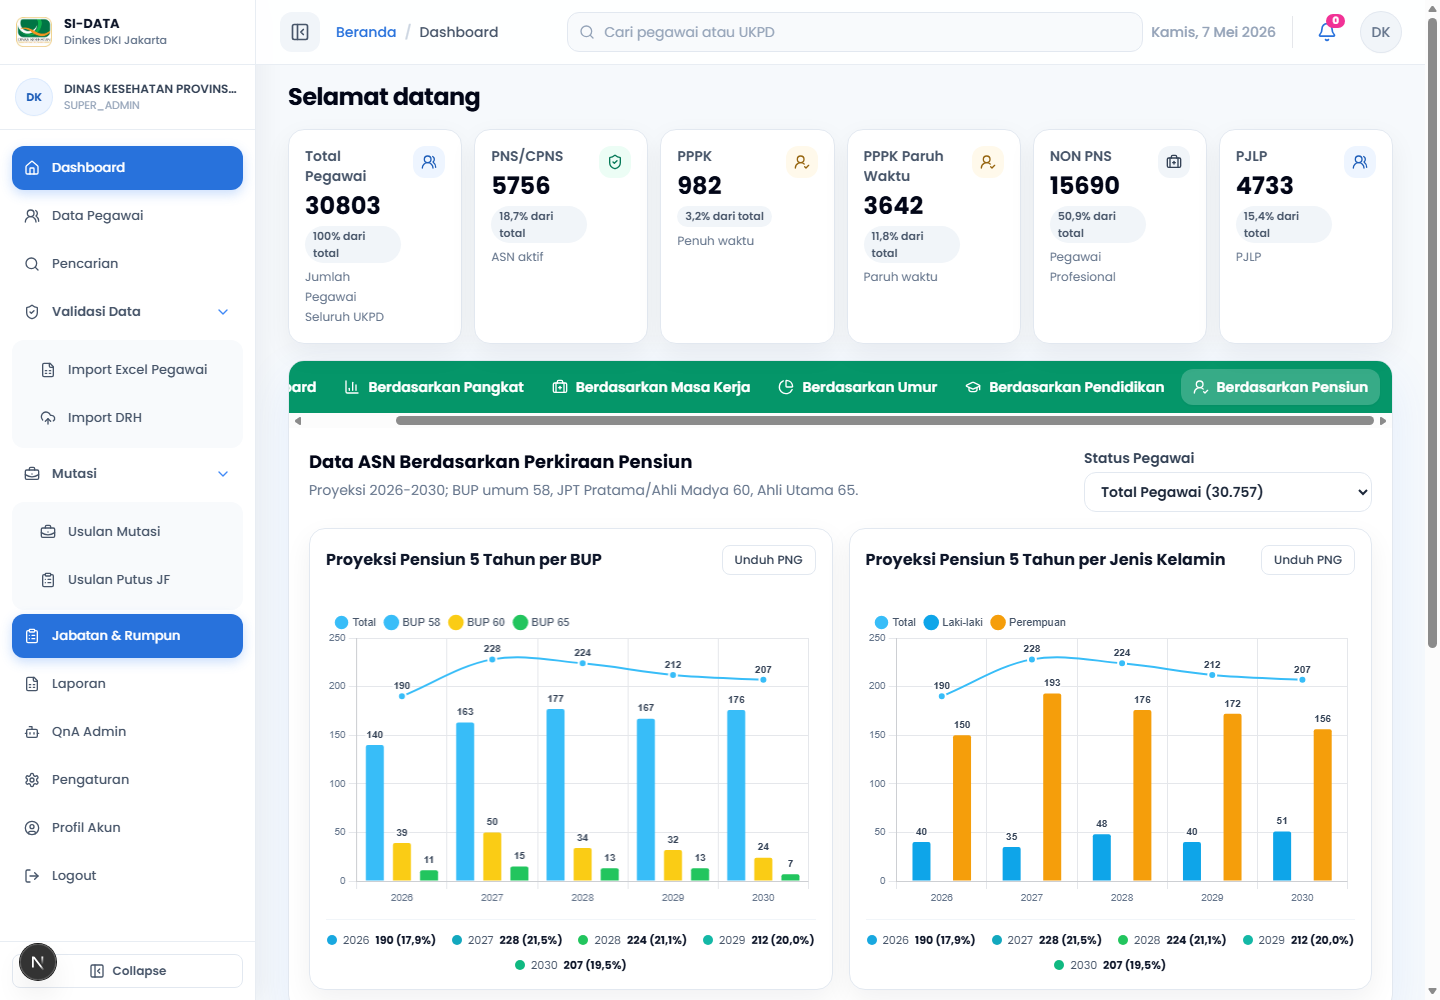 SI-DATA
Dinkes DKI Jakarta
DK
DINAS KESEHATAN PROVINS...
SUPER_ADMIN
Dashboard
Data Pegawai
Pencarian
Validasi Data
Import Excel Pegawai
Import DRH
Mutasi
Usulan Mutasi
Usulan Putus JF
Jabatan & Rumpun
Laporan
QnA Admin
Pengaturan
Profil Akun
Logout
N
Collapse
Beranda / Dashboard
Cari pegawai atau UKPD
Kamis, 7 Mei 2026
0
DK
Selamat datang
Total
Pegawai
30803
100% dari
total
Jumlah
Pegawai
Seluruh UKPD
PNS/CPNS
5756
18,7% dari
total
ASN aktif
PPPK
982
3,2% dari total
Penuh waktu
PPPK Paruh
Waktu
3642
11,8% dari
total
Paruh waktu
NON PNS
15690
50,9% dari
total
Pegawai
Profesional
PJLP
4733
15,4% dari
total
PJLP
oard Berdasarkan Pangkat Berdasarkan Masa Kerja Berdasarkan Umur Berdasarkan Pendidikan Berdasarkan Pensiun
Data ASN Berdasarkan Perkiraan Pensiun
Proyeksi 2026-2030; BUP umum 58, JPT Pratama/Ahli Madya 60, Ahli Utama 65.
Status Pegawai
Total Pegawai (30.757)
Proyeksi Pensiun 5 Tahun per BUP
Unduh PNG
Total BUP 58 BUP 60 BUP 65
250
200
150
100
50
0
190 228 224 212 207
140 163 177 167 176
39 50 34 32 24
11 15 13 13 7
2026 2027 2028 2029 2030
2026 190 (17,9%) 2027 228 (21,5%) 2028 224 (21,1%) 2029 212 (20,0%)
2030 207 (19,5%)
Proyeksi Pensiun 5 Tahun per Jenis Kelamin
Unduh PNG
Total Laki-laki Perempuan
250
200
150
100
50
0
190 228 224 212 207
150 193 176 172 156
40 35 48 40 51
2026 2027 2028 2029 2030
2026 190 (17,9%) 2027 228 (21,5%) 2028 224 (21,1%) 2029 212 (20,0%)
2030 207 (19,5%)